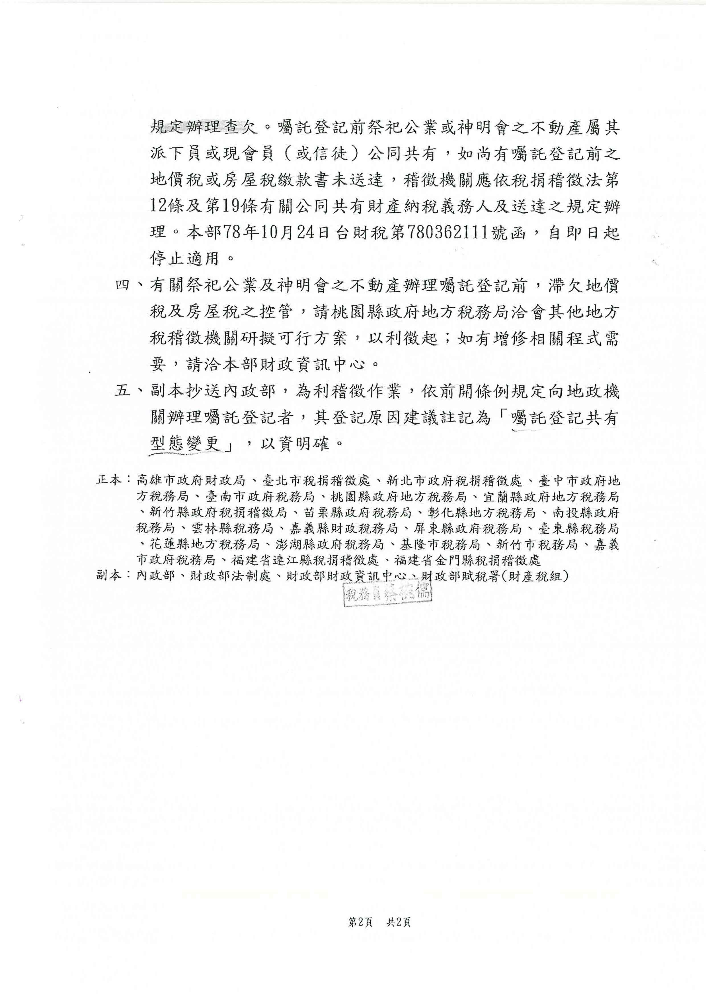 規定辦理查欠。囑託登記前祭祀公業或神明會之不動產屬其
派下員或現會員（或信徒）公同共有，如尚有囑託登記前之
地價稅或房屋稅繳款書未送達，稽徵機關應依稅捐稽徵法第
12條及第19條有關公同共有財產納稅義務人及送達之規定辦
理。本部78年10月24日台財稅第780362111號函，自即日起
停止適用。
四、有關祭祀公業及神明會之不動產辦理囑託登記前，滯欠地價
稅及房屋稅之控管，請桃園縣政府地方稅務局洽會其他地方
稅稽徵機關研擬可行方案，以利徵起；如有增修相關程式需
要，請洽本部財政資訊中心。
五、副本抄送內政部，為利稽徵作業，依前開條例規定向地政機
關辦理囑託登記者，其登記原因建議註記為「囑託登記共有
型態變更」，以資明確。
正本：高雄市政府財政局、臺北市稅捐稽徵處、新北市政府稅捐稽徵處、臺中市政府地
方稅務局、臺南市政府稅務局、桃園縣政府地方稅務局、宜蘭縣政府地方稅務局
、新竹縣政府稅捐稽徵局、苗栗縣政府稅務局、彰化縣地方稅務局、南投縣政府
稅務局、雲林縣稅務局、嘉義縣財政稅務局、屏東縣政府稅務局、臺東縣稅務局
、花蓮縣地方稅務局、澎湖縣政府稅務局、基隆市稅務局、新竹市稅務局、嘉義
市政府稅務局、福建省連江縣稅捐稽徵處、福建省金門縣稅捐稽徵處
副本：內政部、財政部法制處、財政部財政資訊中心、財政部賦稅署(財產稅組)
稅務員
第2頁　共2頁